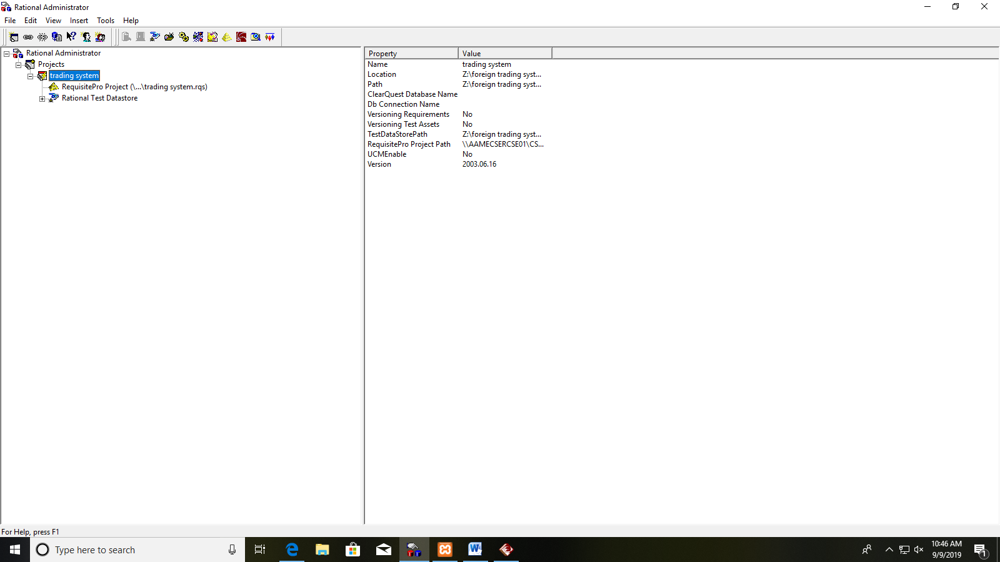 Rational Administrator
File Edit View Insert Tools Help
Rational Administrator
Projects
trading system
RequisitePro Project (\...\trading system.rqs)
Rational Test Datastore
Property Value
Name trading system
Location Z:\foreign trading syst...
Path Z:\foreign trading syst...
ClearQuest Database Name
Db Connection Name
Versioning Requirements No
Versioning Test Assets No
TestDataStorePath Z:\foreign trading syst...
RequisitePro Project Path \\AAMECSERCSE01\CS...
UCMEnable No
Version 2003.06.16
For Help, press F1
Type here to search
10:46 AM
9/9/2019
1